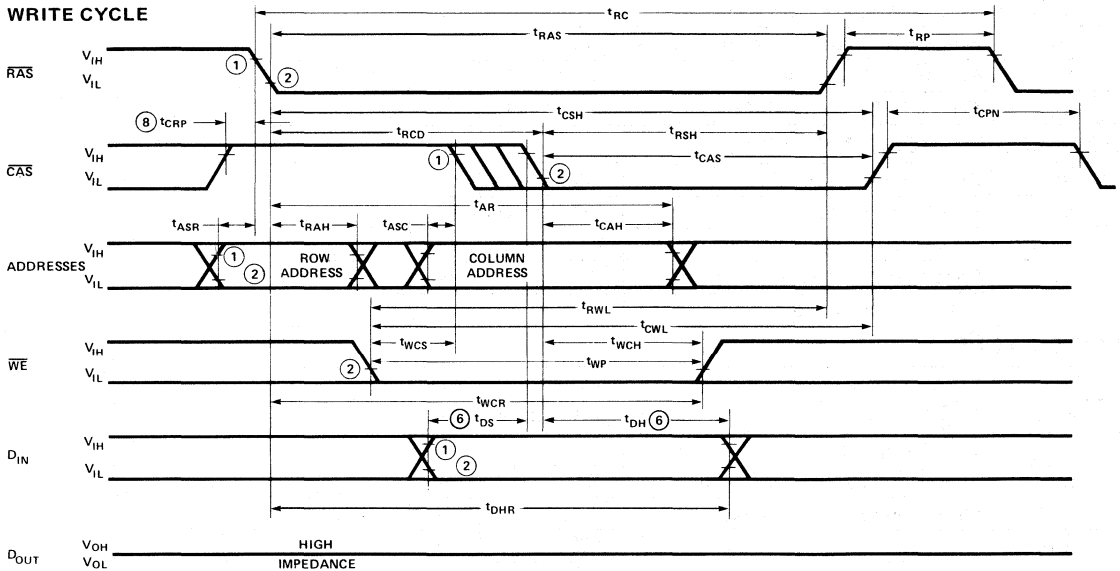 WRITE CYCLE
tRC
tRAS
tRP
RAS
VIH
VIL
1
2
tCSH
8 tCRP
tRCD
tRSH
tCPN
tCAS
CAS
VIH
VIL
1
2
tAR
tASR
tRAH
tASC
tCAH
ADDRESSES
VIH
VIL
1
2
ROW
ADDRESS
COLUMN
ADDRESS
tRWL
tCWL
WE
VIH
VIL
2
tWCS
tWCH
tWP
tWCR
6 tDS
tDH 6
DIN
VIH
VIL
1
2
tDHR
DOUT
VOH
VOL
HIGH
IMPEDANCE